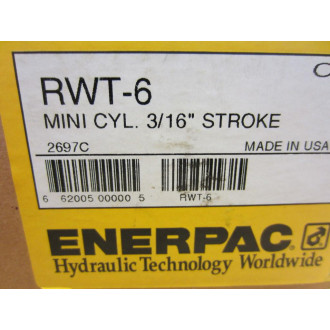 RWT-6
MINI CYL. 3/16" STROKE
2697C MADE IN USA
6 62005 00000 5 RWT-6
ENERPAC
Hydraulic Technology Worldwide